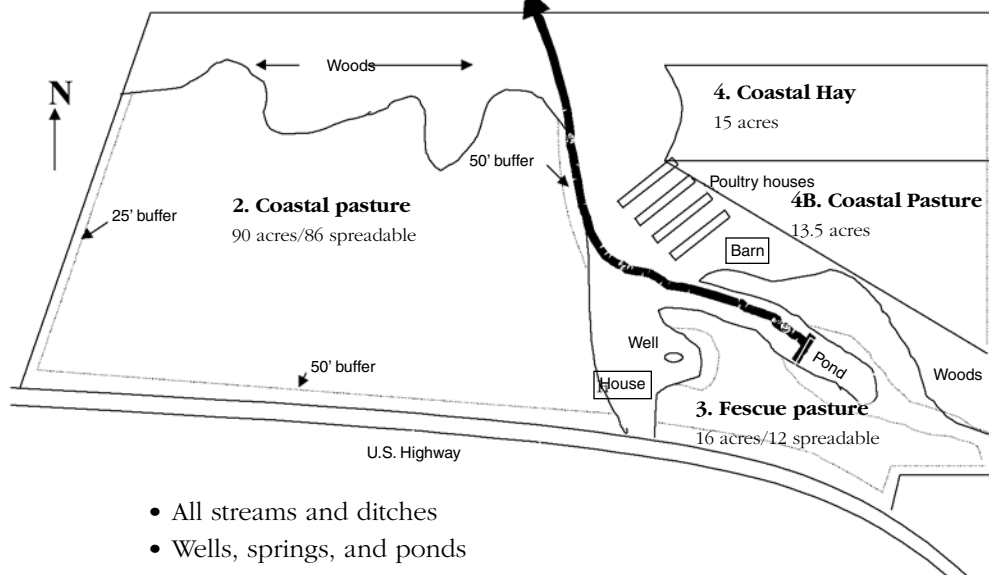 Woods
N
4. Coastal Hay
15 acres
50' buffer
Poultry houses
4B. Coastal Pasture
13.5 acres
2. Coastal pasture
90 acres/86 spreadable
25' buffer
Barn
Well
Pond
50' buffer
House
Woods
3. Fescue pasture
16 acres/12 spreadable
U.S. Highway
• All streams and ditches
• Wells, springs, and ponds